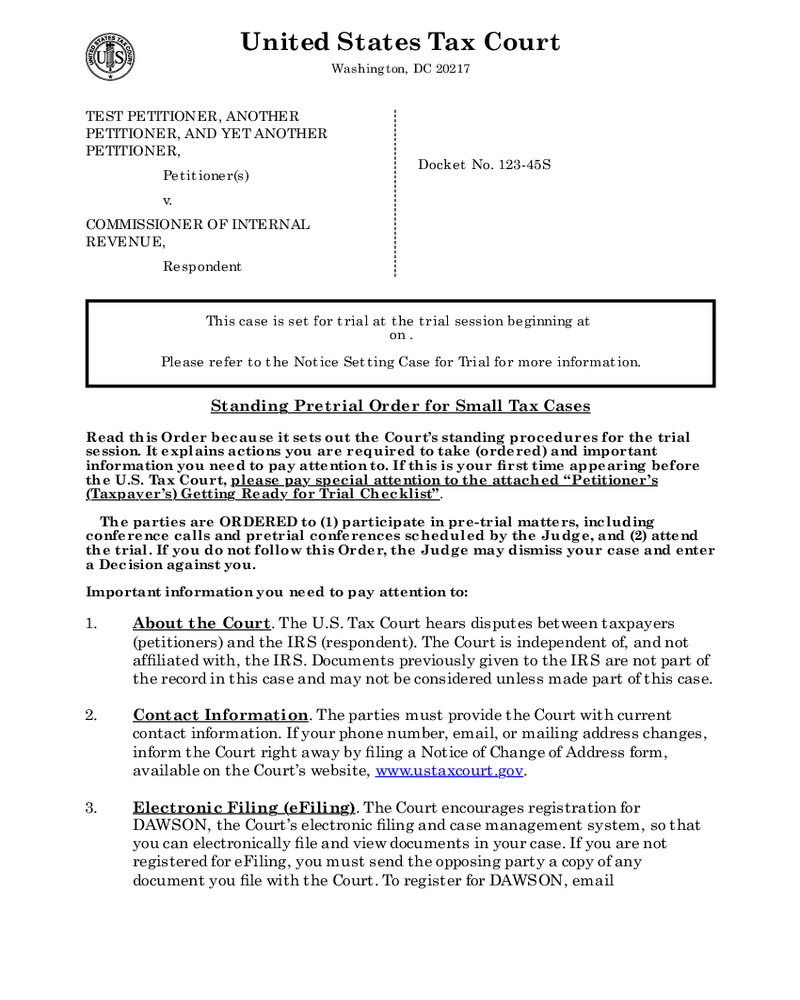 United States Tax Court
Washington, DC 20217
TEST PETITIONER, ANOTHER
PETITIONER, AND YET ANOTHER
PETITIONER,
Petitioner(s)
v.
COMMISSIONER OF INTERNAL
REVENUE,
Respondent
Docket No. 123-45S
This case is set for trial at the trial session beginning at
on .
Please refer to the Notice Setting Case for Trial for more information.
Standing Pretrial Order for Small Tax Cases
Read this Order because it sets out the Court's standing procedures for the trial
session. It explains actions you are required to take (ordered) and important
information you need to pay attention to. If this is your first time appearing before
the U.S. Tax Court, please pay special attention to the attached “Petitioner's
(Taxpayer's) Getting Ready for Trial Checklist”.
The parties are ORDERED to (1) participate in pre-trial matters, including
conference calls and pretrial conferences scheduled by the Judge, and (2) attend
the trial. If you do not follow this Order, the Judge may dismiss your case and enter
a Decision against you.
Important information you need to pay attention to:
1. About the Court. The U.S. Tax Court hears disputes between taxpayers
(petitioners) and the IRS (respondent). The Court is independent of, and not
affiliated with, the IRS. Documents previously given to the IRS are not part of
the record in this case and may not be considered unless made part of this case.
2. Contact Information. The parties must provide the Court with current
contact information. If your phone number, email, or mailing address changes,
inform the Court right away by filing a Notice of Change of Address form,
available on the Court's website, www.ustaxcourt.gov.
3. Electronic Filing (eFiling). The Court encourages registration for
DAWSON, the Court's electronic filing and case management system, so that
you can electronically file and view documents in your case. If you are not
registered for eFiling, you must send the opposing party a copy of any
document you file with the Court. To register for DAWSON, email